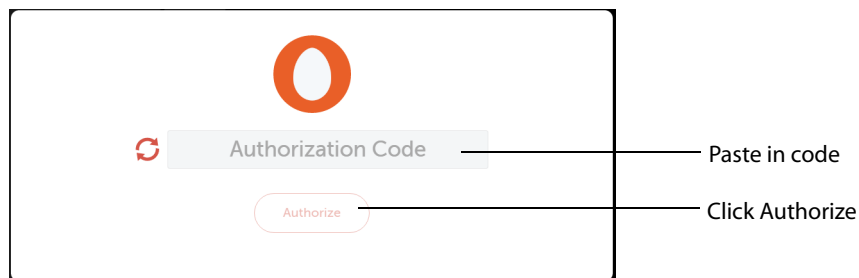 Authorization Code
Paste in code
Authorize
Click Authorize